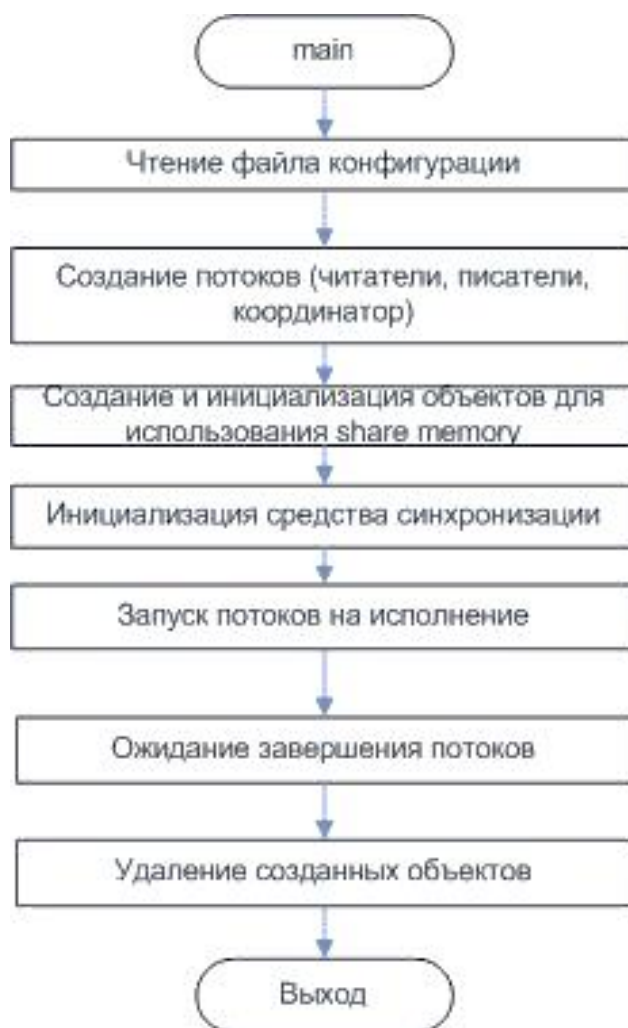 main
Чтение файла конфигурации
Создание потоков (читатели, писатели,
координатор)
Создание и инициализация объектов для
использования share memory
Инициализация средства синхронизации
Запуск потоков на исполнение
Ожидание завершения потоков
Удаление созданных объектов
Выход